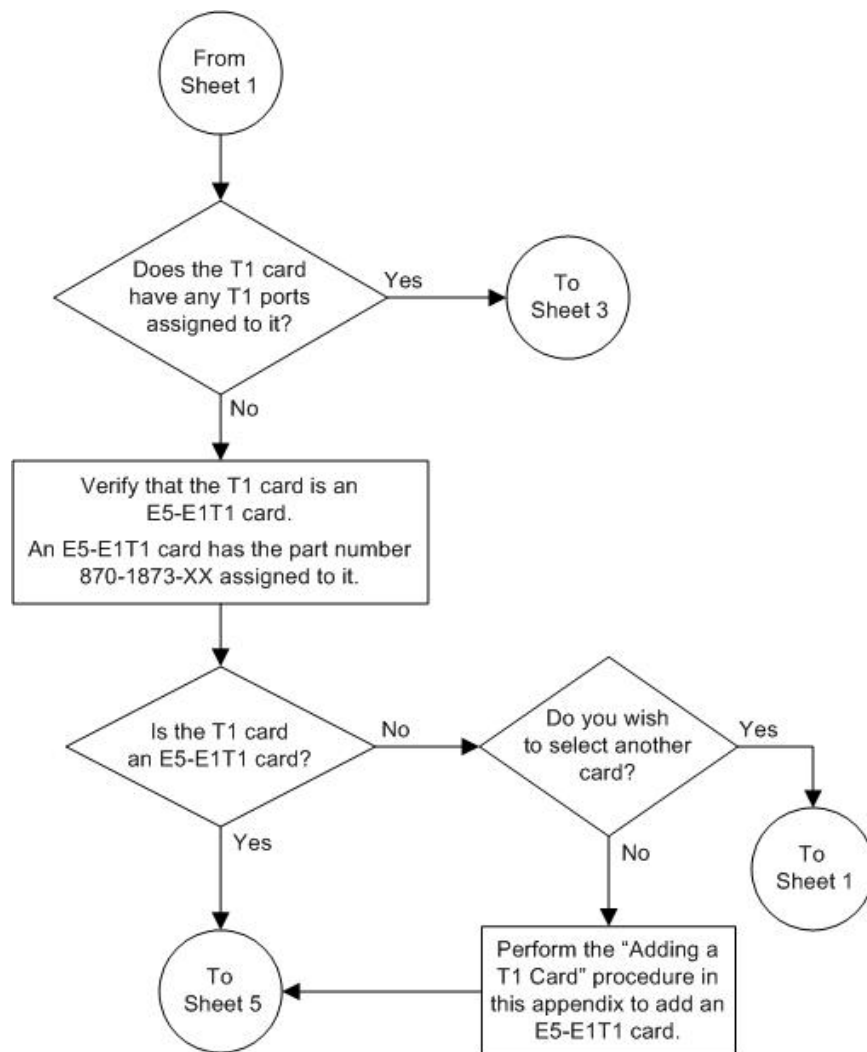 From
Sheet 1
Does the T1 card
have any T1 ports
assigned to it?
Yes
To
Sheet 3
No
Verify that the T1 card is an
E5-E1T1 card.
An E5-E1T1 card has the part number
870-1873-XX assigned to it.
Is the T1 card
an E5-E1T1 card?
No
Do you wish
to select another
card?
Yes
To
Sheet 1
Yes
No
To
Sheet 5
Perform the “Adding a
T1 Card” procedure in
this appendix to add an
E5-E1T1 card.